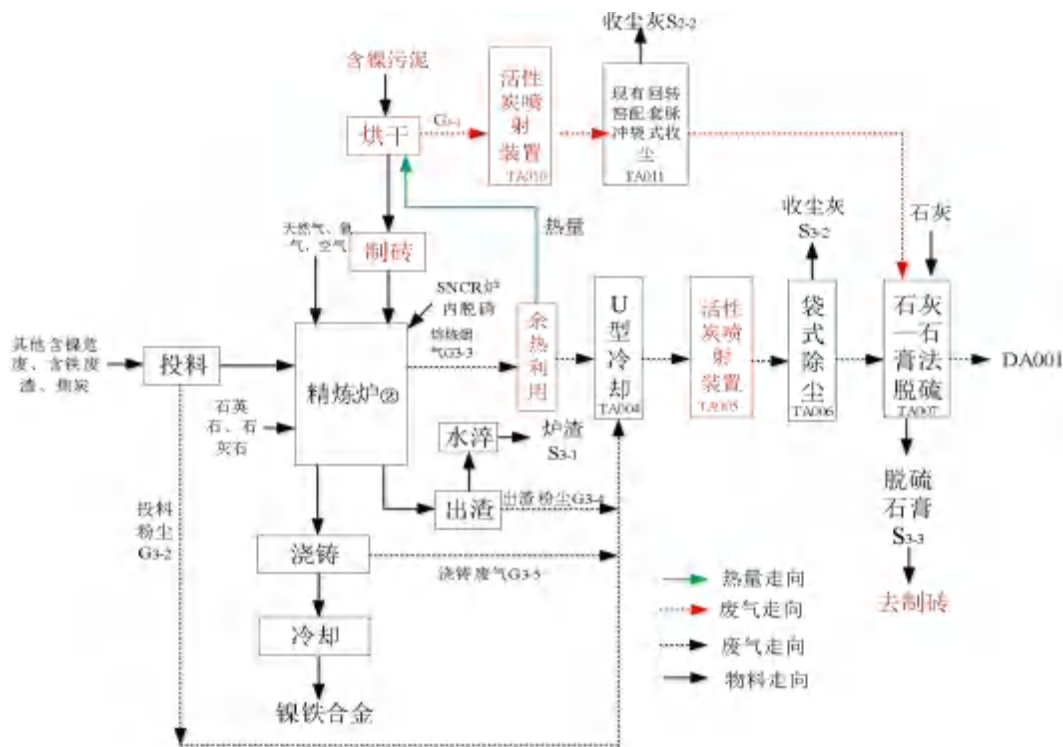 收尘灰S2-2
含镍污泥
活性
炭喷
射
装置
TA010
现有回转
窑配套脉
冲袋式收
尘
TA011
G3-1
烘干
热量
收尘灰
S3-2
石灰
天然气、氧
气，空气
制砖
SNCR炉
内脱硝
熔炼烟
气G3-3
余
热
利
用
U
型
冷
却
TA004
活性
炭喷
射
装置
TA005
袋
式
除
尘
TA006
石灰
—石
膏法
脱硫
TA007
DA001
其他含镍危
废、含铁废
渣、焦炭
投料
精炼炉②
石英
石、石
灰石
水淬
炉渣
S3-1
出渣
出渣粉尘G3-4
脱硫
石膏
S3-3
去制砖
投料
粉尘
G3-2
浇铸
浇铸废气G3-5
冷却
镍铁合金
热量走向
废气走向
废气走向
物料走向